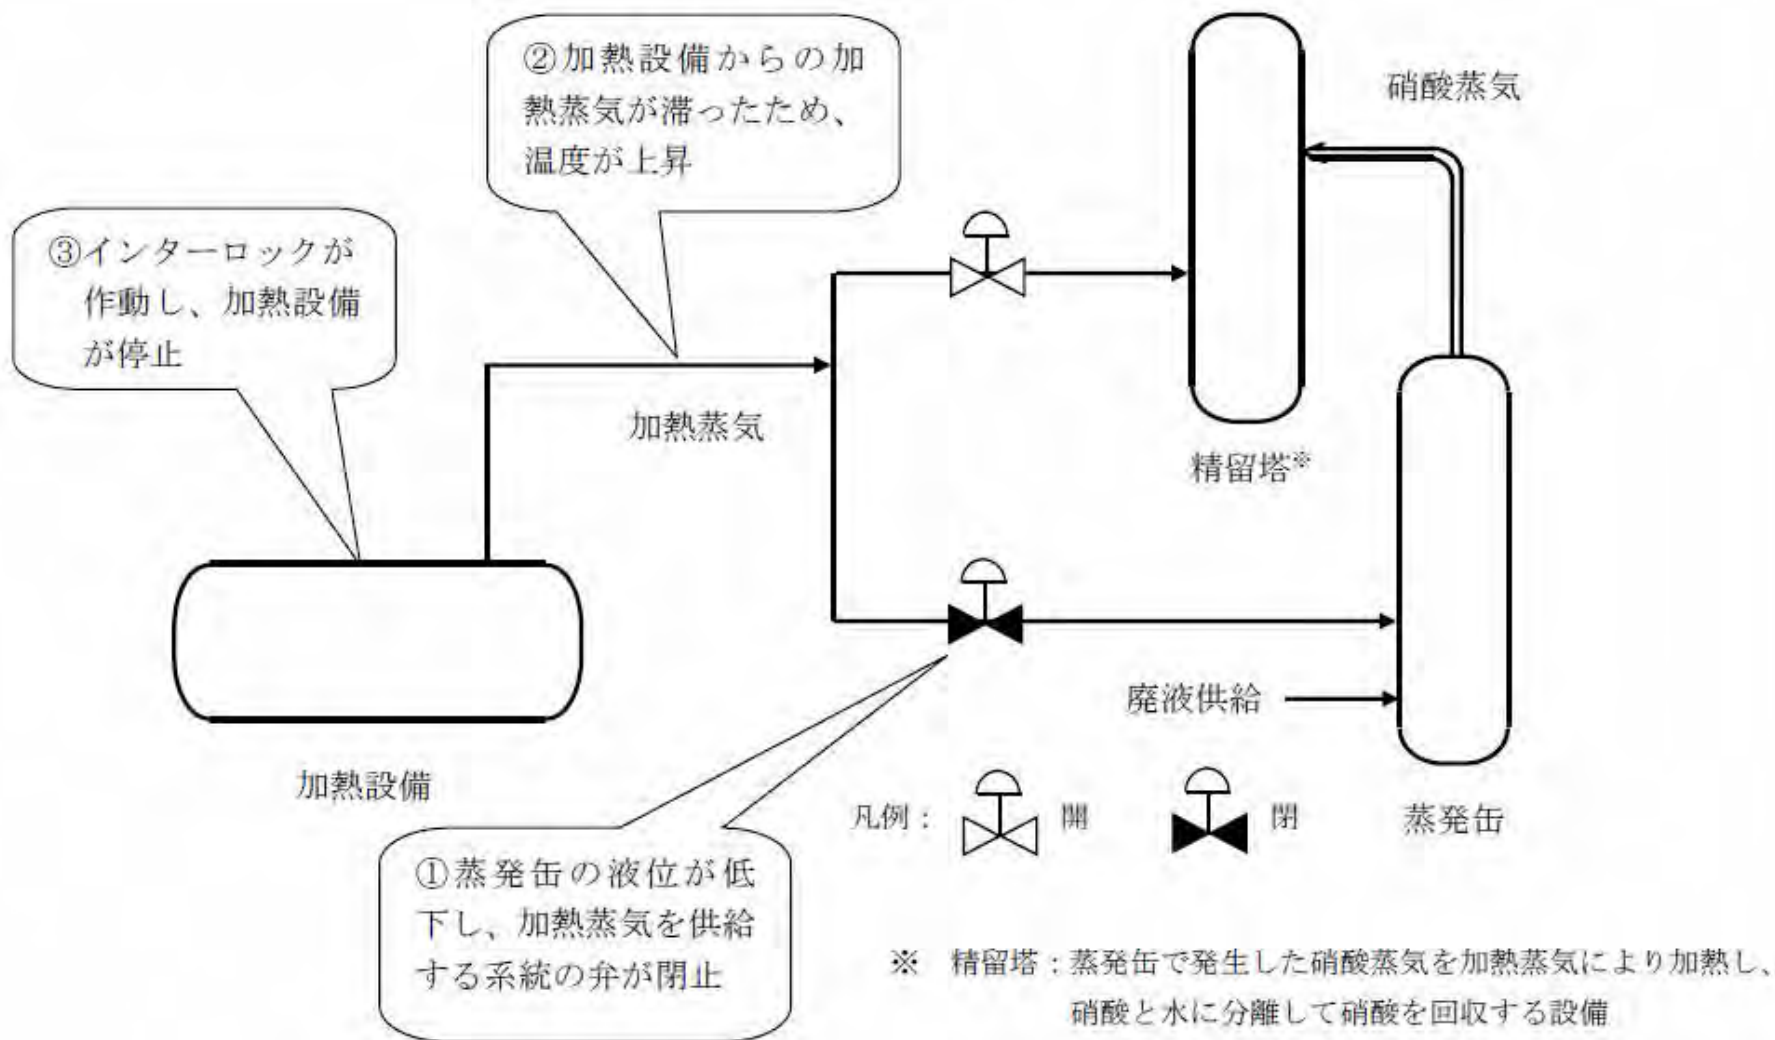 ②加熱設備からの加
熱蒸気が滞ったため、
温度が上昇
硝酸蒸気
③インターロックが
作動し、加熱設備
が停止
加熱蒸気
精留塔※
廃液供給
加熱設備
凡例：
開
閉
蒸発缶
①蒸発缶の液位が低
下し、加熱蒸気を供給
する系統の弁が閉止
※ 精留塔：蒸発缶で発生した硝酸蒸気を加熱蒸気により加熱し、
硝酸と水に分離して硝酸を回収する設備